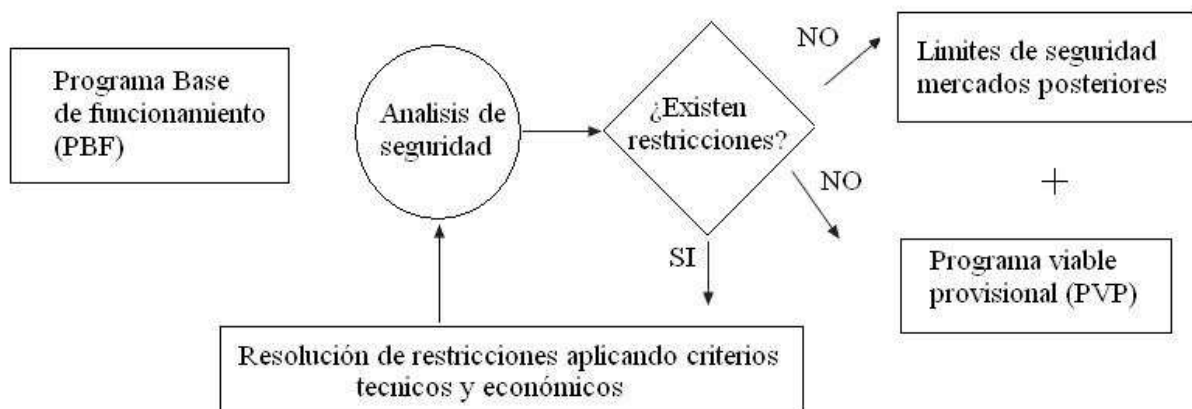 Programa Base
de funcionamiento
(PBF)
Analisis de
seguridad
¿Existen
restricciones?
NO
Limites de seguridad
mercados posteriores
+
NO
Programa viable
provisional (PVP)
SI
Resolución de restricciones aplicando criterios
tecnicos y económicos